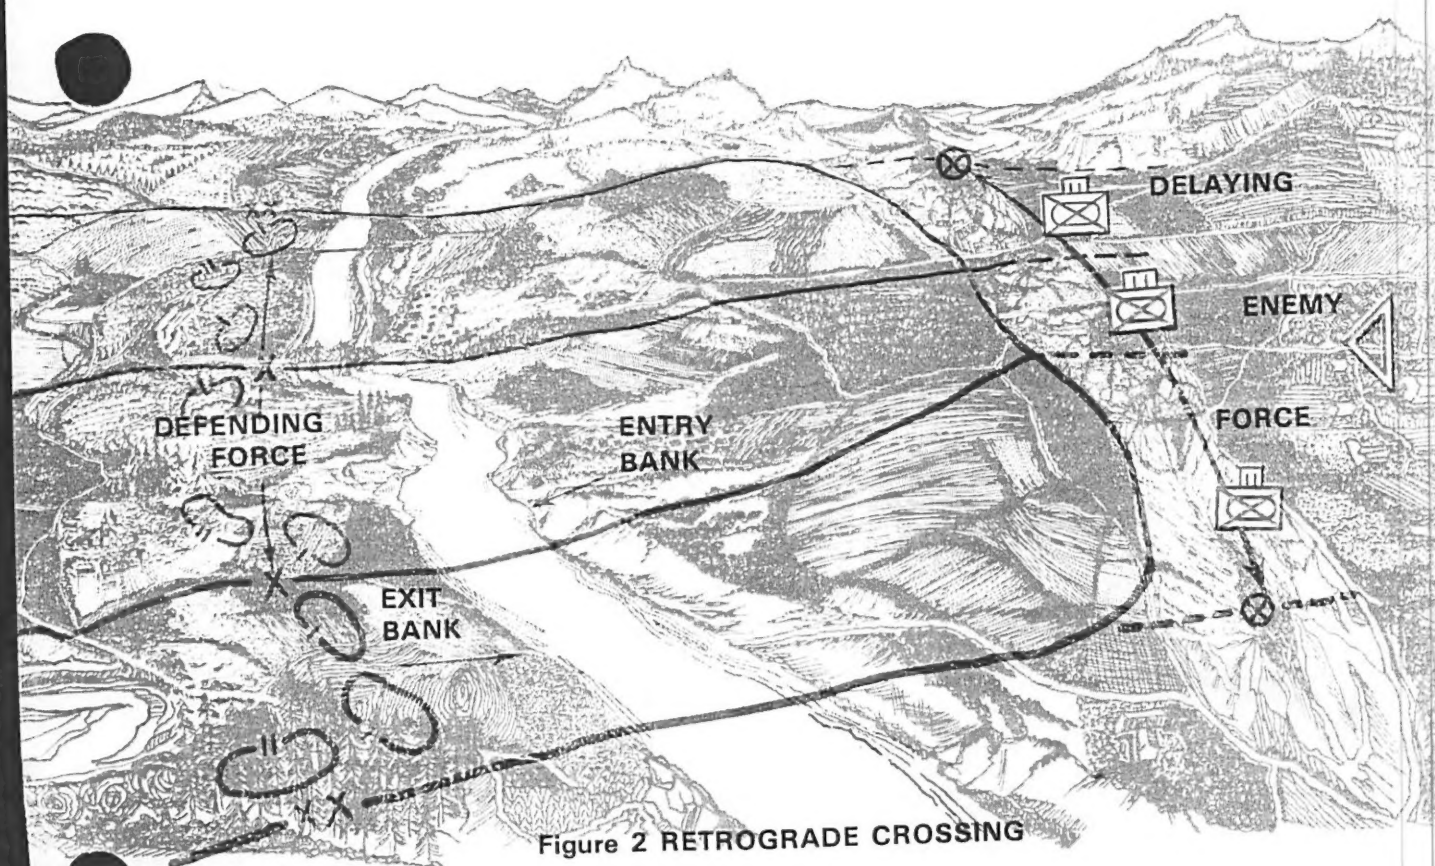 DELAYING
ENEMY
FORCE
DEFENDING
FORCE
ENTRY
BANK
EXIT
BANK
Figure 2 RETROGRADE CROSSING